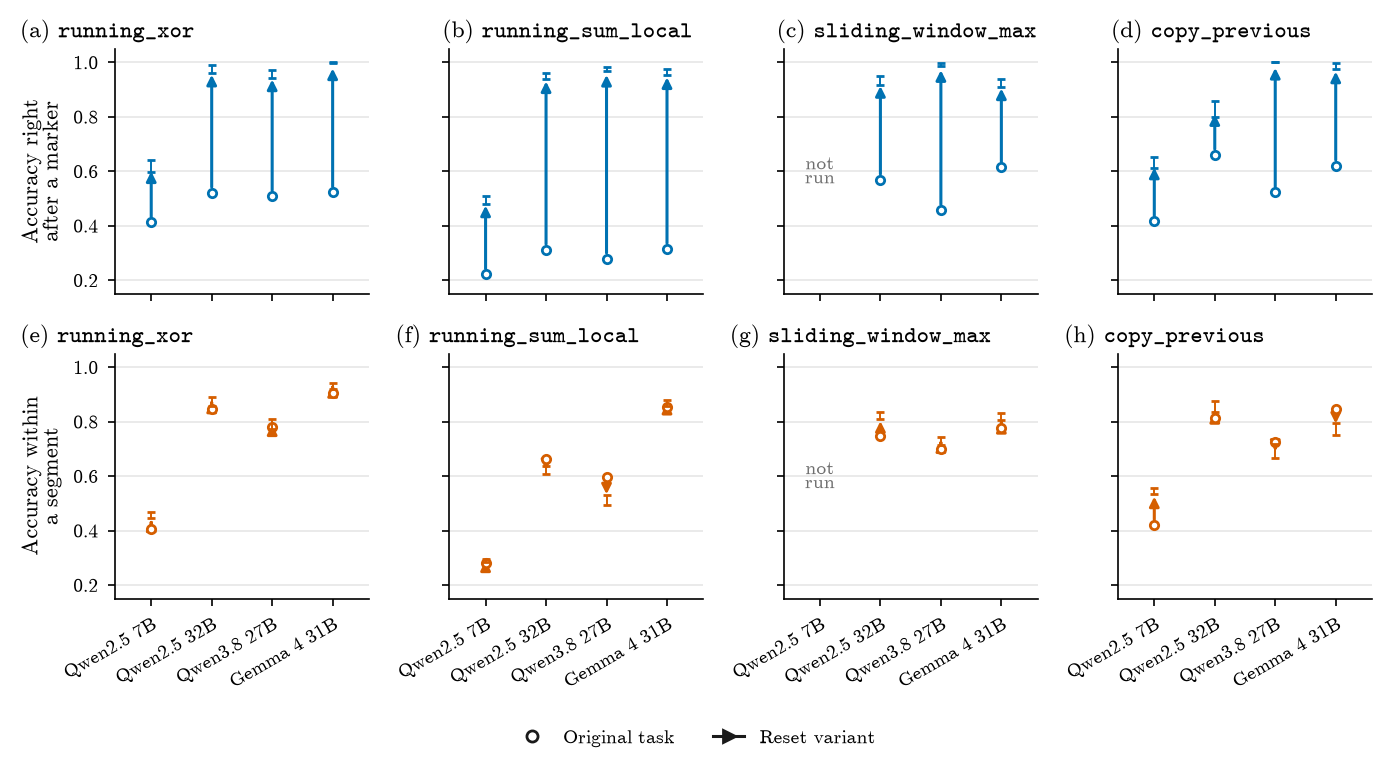 (a) running_xor
(b) running_sum_local
(c) sliding_window_max
(d) copy_previous
Accuracy right
after a marker
1.0
0.8
0.6
0.4
0.2
not
run
(e) running_xor
(f) running_sum_local
(g) sliding_window_max
(h) copy_previous
Accuracy within
a segment
1.0
0.8
0.6
0.4
0.2
not
run
Qwen2.5 7B
Qwen2.5 32B
Qwen3.8 27B
Gemma 4 31B
Qwen2.5 7B
Qwen2.5 32B
Qwen3.8 27B
Gemma 4 31B
Qwen2.5 7B
Qwen2.5 32B
Qwen3.8 27B
Gemma 4 31B
Qwen2.5 7B
Qwen2.5 32B
Qwen3.8 27B
Gemma 4 31B
Original task
Reset variant